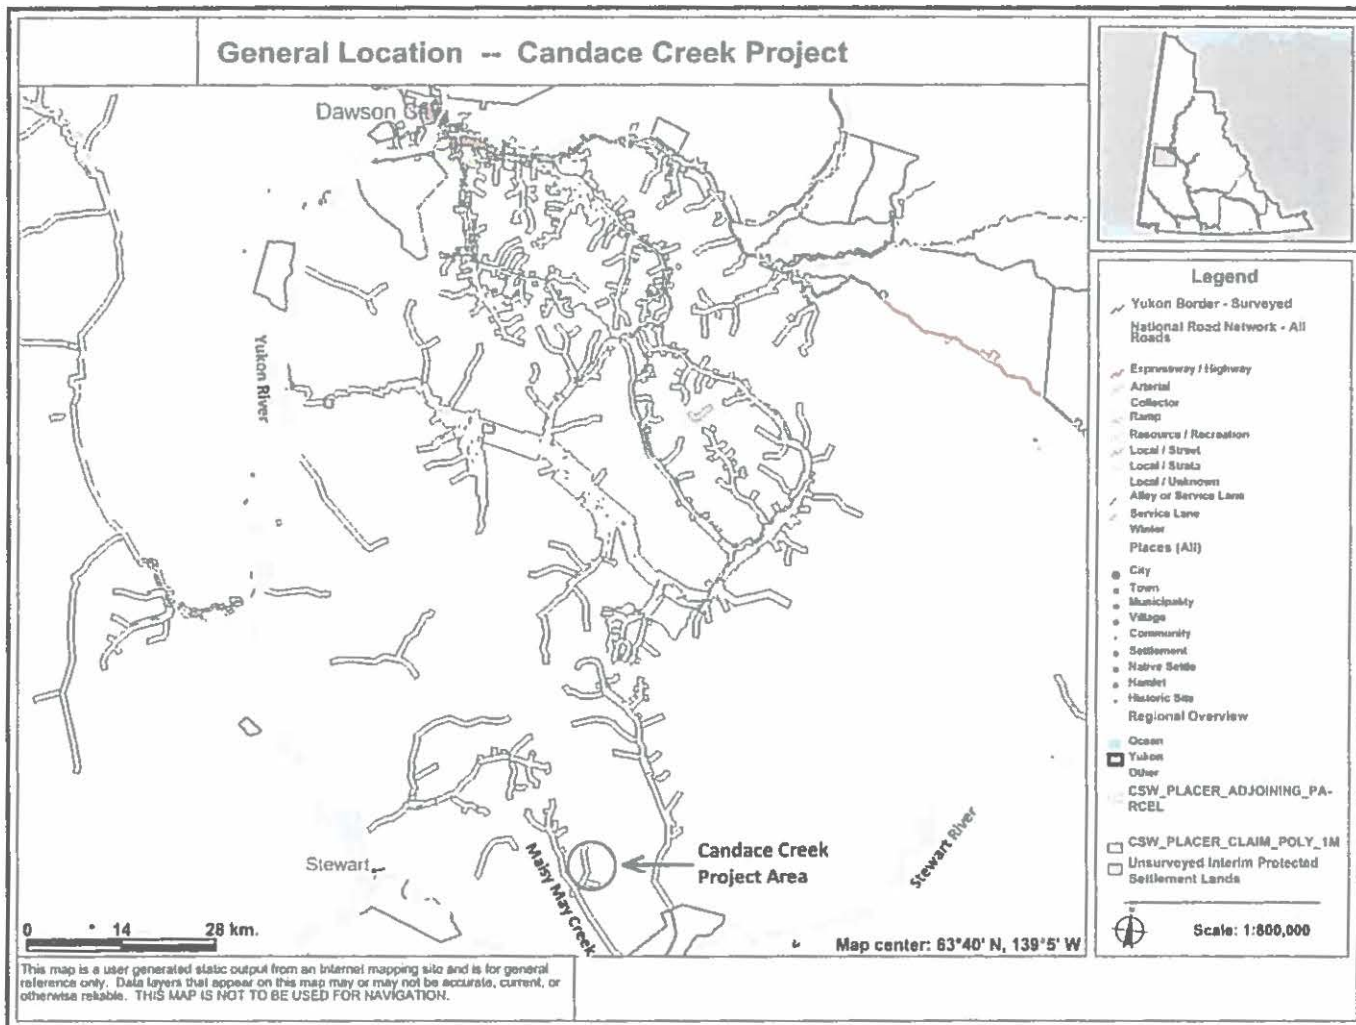 General Location -- Candace Creek Project
Dawson City
Yukon River
Stewart
Maisy May Creek
Candace Creek
Project Area
Stewart River
0 14 28 km.
Map center: 63°40' N, 139°5' W
Legend
Yukon Border - Surveyed
National Road Network - All
Roads
Expressway / Highway
Arterial
Collector
Ramp
Resource / Recreation
Local / Street
Local / Strata
Local / Unknown
Alley or Service Lane
Service Lane
Winter
Places (All)
City
Town
Municipality
Village
Community
Settlement
Native Settle
Hamlet
Historic Site
Regional Overview
Ocean
Yukon
Other
CSW_PLACER_ADJOINING_PA-
RCEL
CSW_PLACER_CLAIM_POLY_1M
Unsurveyed Interim Protected
Settlement Lands
Scale: 1:800,000
This map is a user generated static output from an Internet mapping site and is for general
reference only. Data layers that appear on this map may or may not be accurate, current, or
otherwise reliable. THIS MAP IS NOT TO BE USED FOR NAVIGATION.